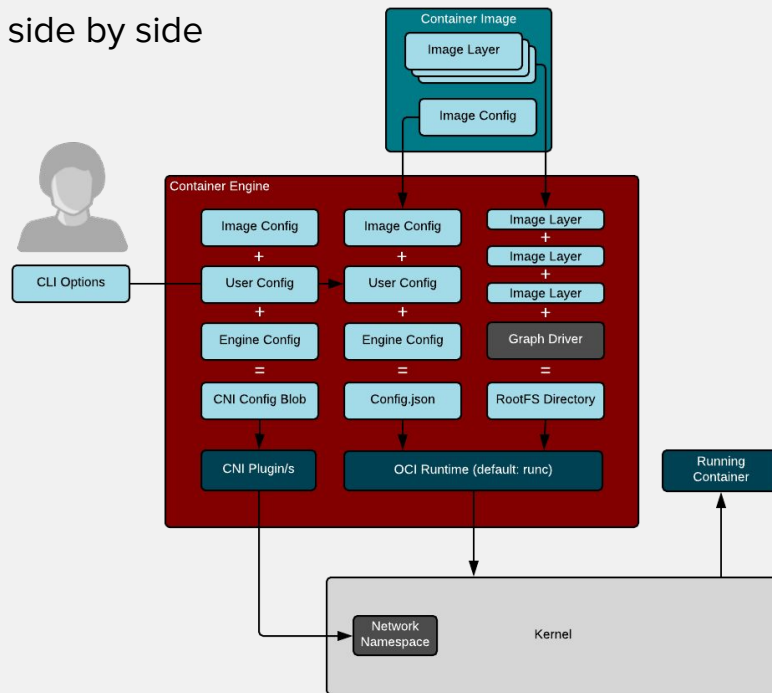 side by side
Container Image
Image Layer
Image Config
Container Engine
Image Config
Image Config
Image Layer
+
+
+
Image Layer
CLI Options
User Config
User Config
+
Image Layer
+
+
+
Engine Config
Engine Config
Graph Driver
=
=
=
CNI Config Blob
Config.json
RootFS Directory
CNI Plugin/s
OCI Runtime (default: runc)
Running
Container
Network
Namespace
Kernel